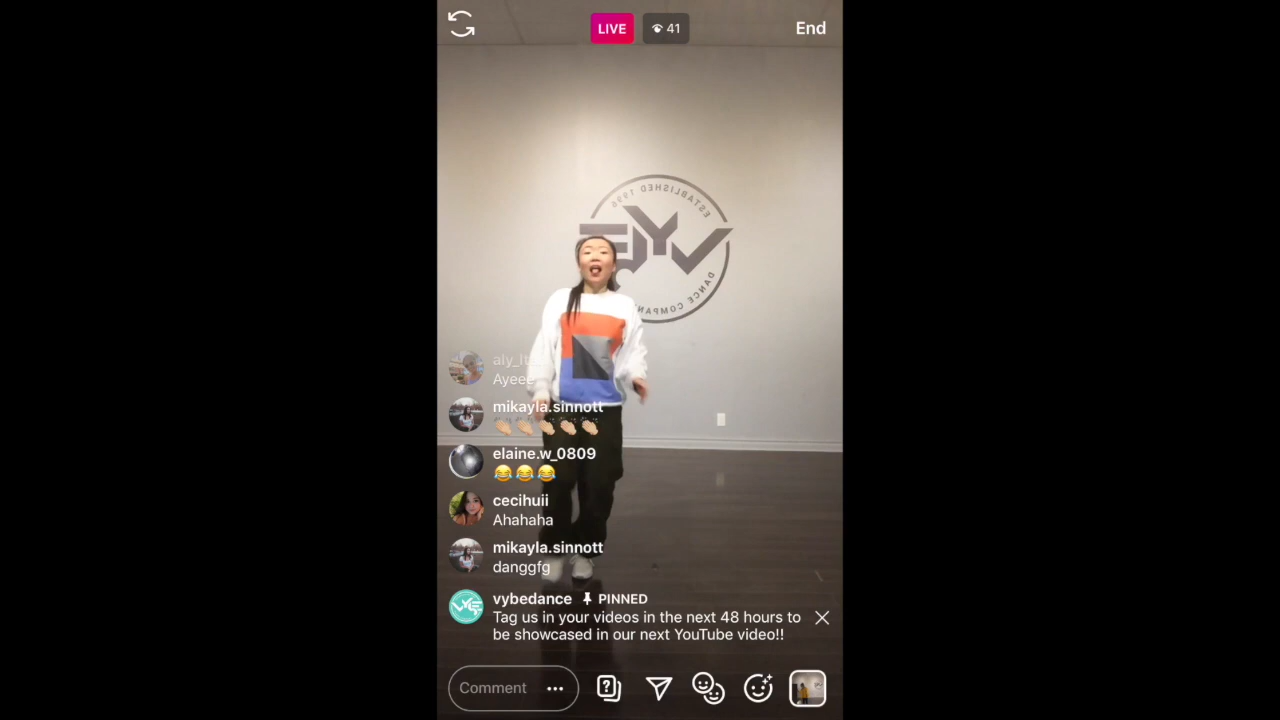 LIVE
41
End
ESTABLISHED 1996
VYBE
DANCE COMPANY
aly_lt
Ayeee
mikayla.sinnott
👏🏼👏🏼👏🏼👏🏼👏🏼
elaine.w_0809
😂😂😂
cecihuii
Ahahaha
mikayla.sinnott
danggfg
vybedance PINNED
Tag us in your videos in the next 48 hours to
be showcased in our next YouTube video!!
Comment